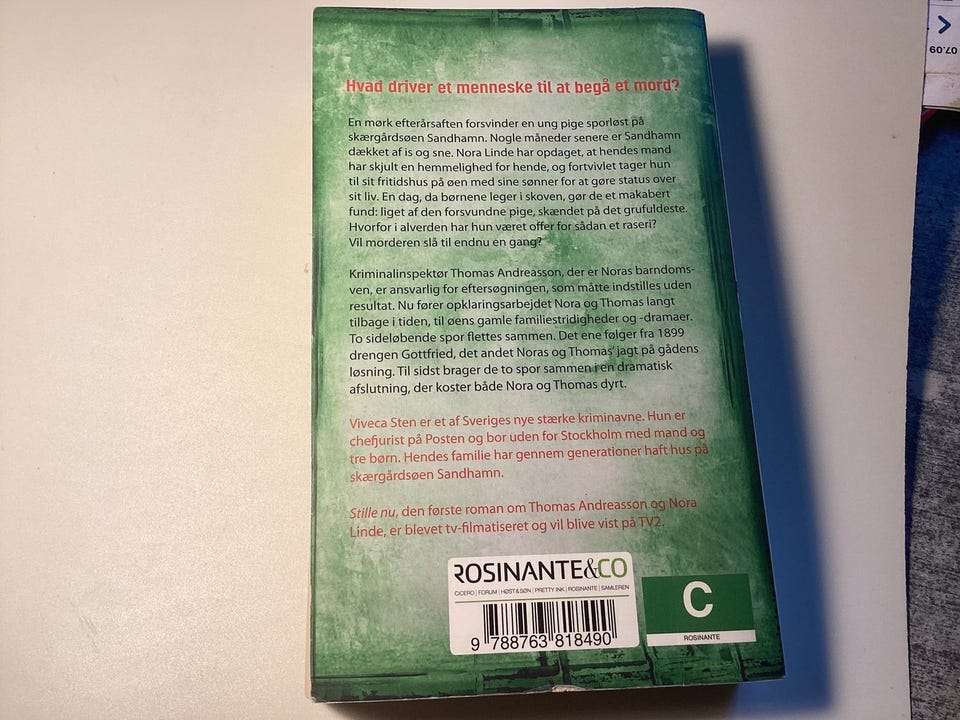 Hvad driver et menneske til at begå et mord?
En mørk efterårsaften forsvinder en ung pige sporløst på
skærgårdsøen Sandhamn. Nogle måneder senere er Sandhamn
dækket af is og sne. Nora Linde har opdaget, at hendes mand
har skjult en hemmelighed for hende, og fortvivlet tager hun
til sit fritidshus på øen med sine sønner for at gøre status over
sit liv. En dag, da børnene leger i skoven, gør de et makabert
fund: liget af den forsvundne pige, skændet på det grufuldeste.
Hvorfor i alverden har hun været offer for sådan et raseri?
Vil morderen slå til endnu en gang?
Kriminalinspektør Thomas Andreasson, der er Noras barndoms-
ven, er ansvarlig for eftersøgningen, som måtte indstilles uden
resultat. Nu fører opklaringsarbejdet Nora og Thomas langt
tilbage i tiden, til øens gamle familiestridigheder og -dramaer.
To sideløbende spor flettes sammen. Det ene følger fra 1899
drengen Gottfried, det andet Noras og Thomas' jagt på gådens
løsning. Til sidst brager de to spor sammen i en dramatisk
afslutning, der koster både Nora og Thomas dyrt.
Viveca Sten er et af Sveriges nye stærke kriminavne. Hun er
chefjurist på Posten og bor uden for Stockholm med mand og
tre børn. Hendes familie har gennem generationer haft hus på
skærgårdsøen Sandhamn.
Stille nu, den første roman om Thomas Andreasson og Nora
Linde, er blevet tv-filmatiseret og vil blive vist på TV2.
ROSINANTE&CO
CICERO | FORUM | HØST & SØN | PRETTY INK | ROSINANTE | SAMLEREN
9 788763 818490
C
ROSINANTE
07.09